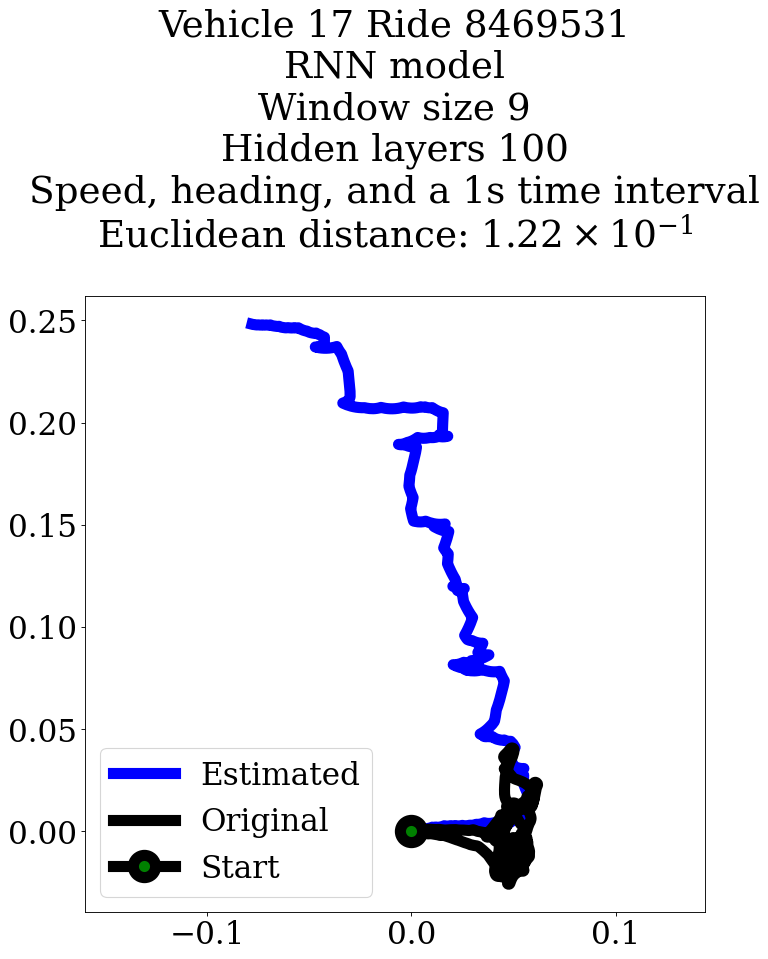 Vehicle 17 Ride 8469531
RNN model
Window size 9
Hidden layers 100
Speed, heading, and a 1s time interval
Euclidean distance: 1.22 × 10⁻¹
0.25
0.20
0.15
0.10
0.05
0.00
Estimated
Original
Start
−0.1
0.0
0.1